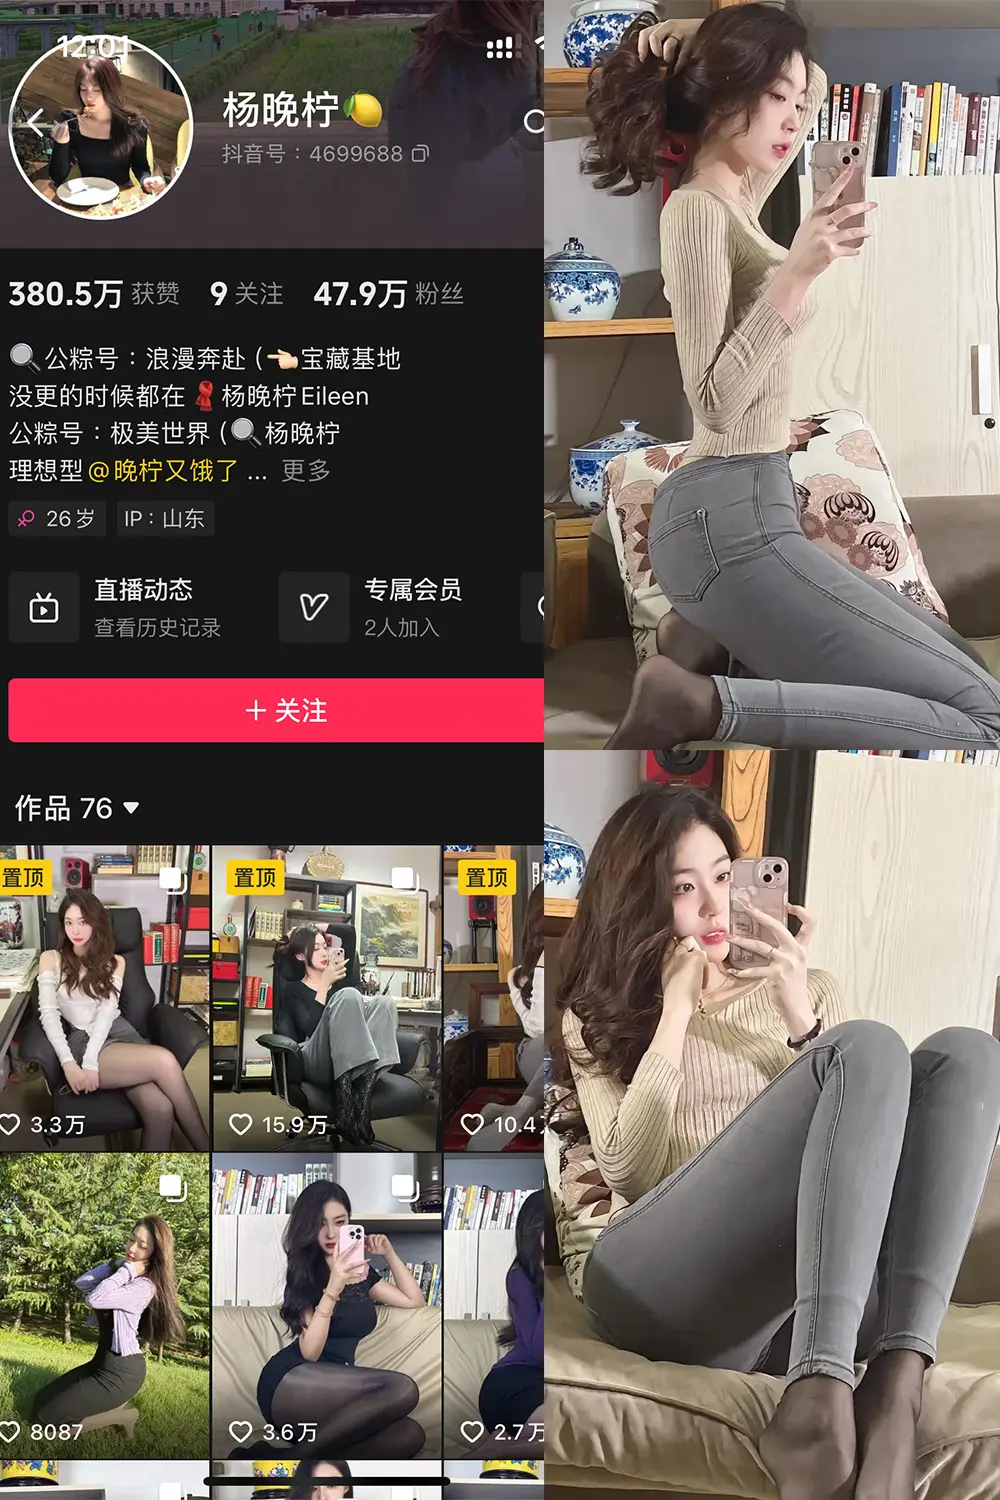 12:01
杨晚柠🍋
抖音号：4699688
380.5万 获赞 9 关注 47.9万 粉丝
🔍公粽号：浪漫奔赴 (👈🏻宝藏基地
没更的时候都在🧣杨晚柠Eileen
公粽号：极美世界 (🔍杨晚柠
理想型@晚柠又饿了 ... 更多
26岁 IP：山东
直播动态 专属会员
查看历史记录 2人加入
+ 关注
作品 76
置顶 置顶 置顶
3.3万 15.9万 10.4
8087 3.6万 2.7万